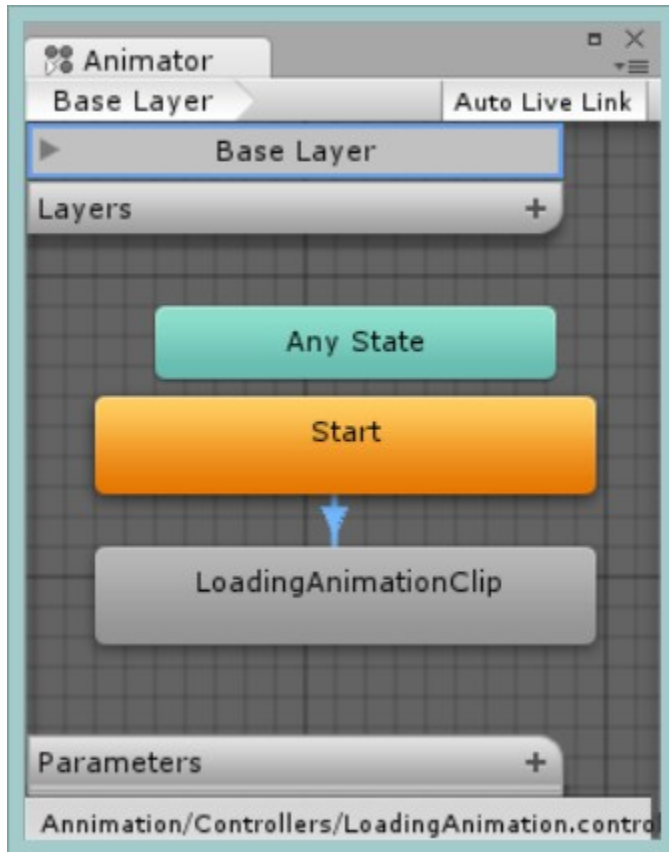 Animator
Base Layer
Auto Live Link
Base Layer
Layers
Any State
Start
LoadingAnimationClip
Parameters
Annimation/Controllers/LoadingAnimation.contro